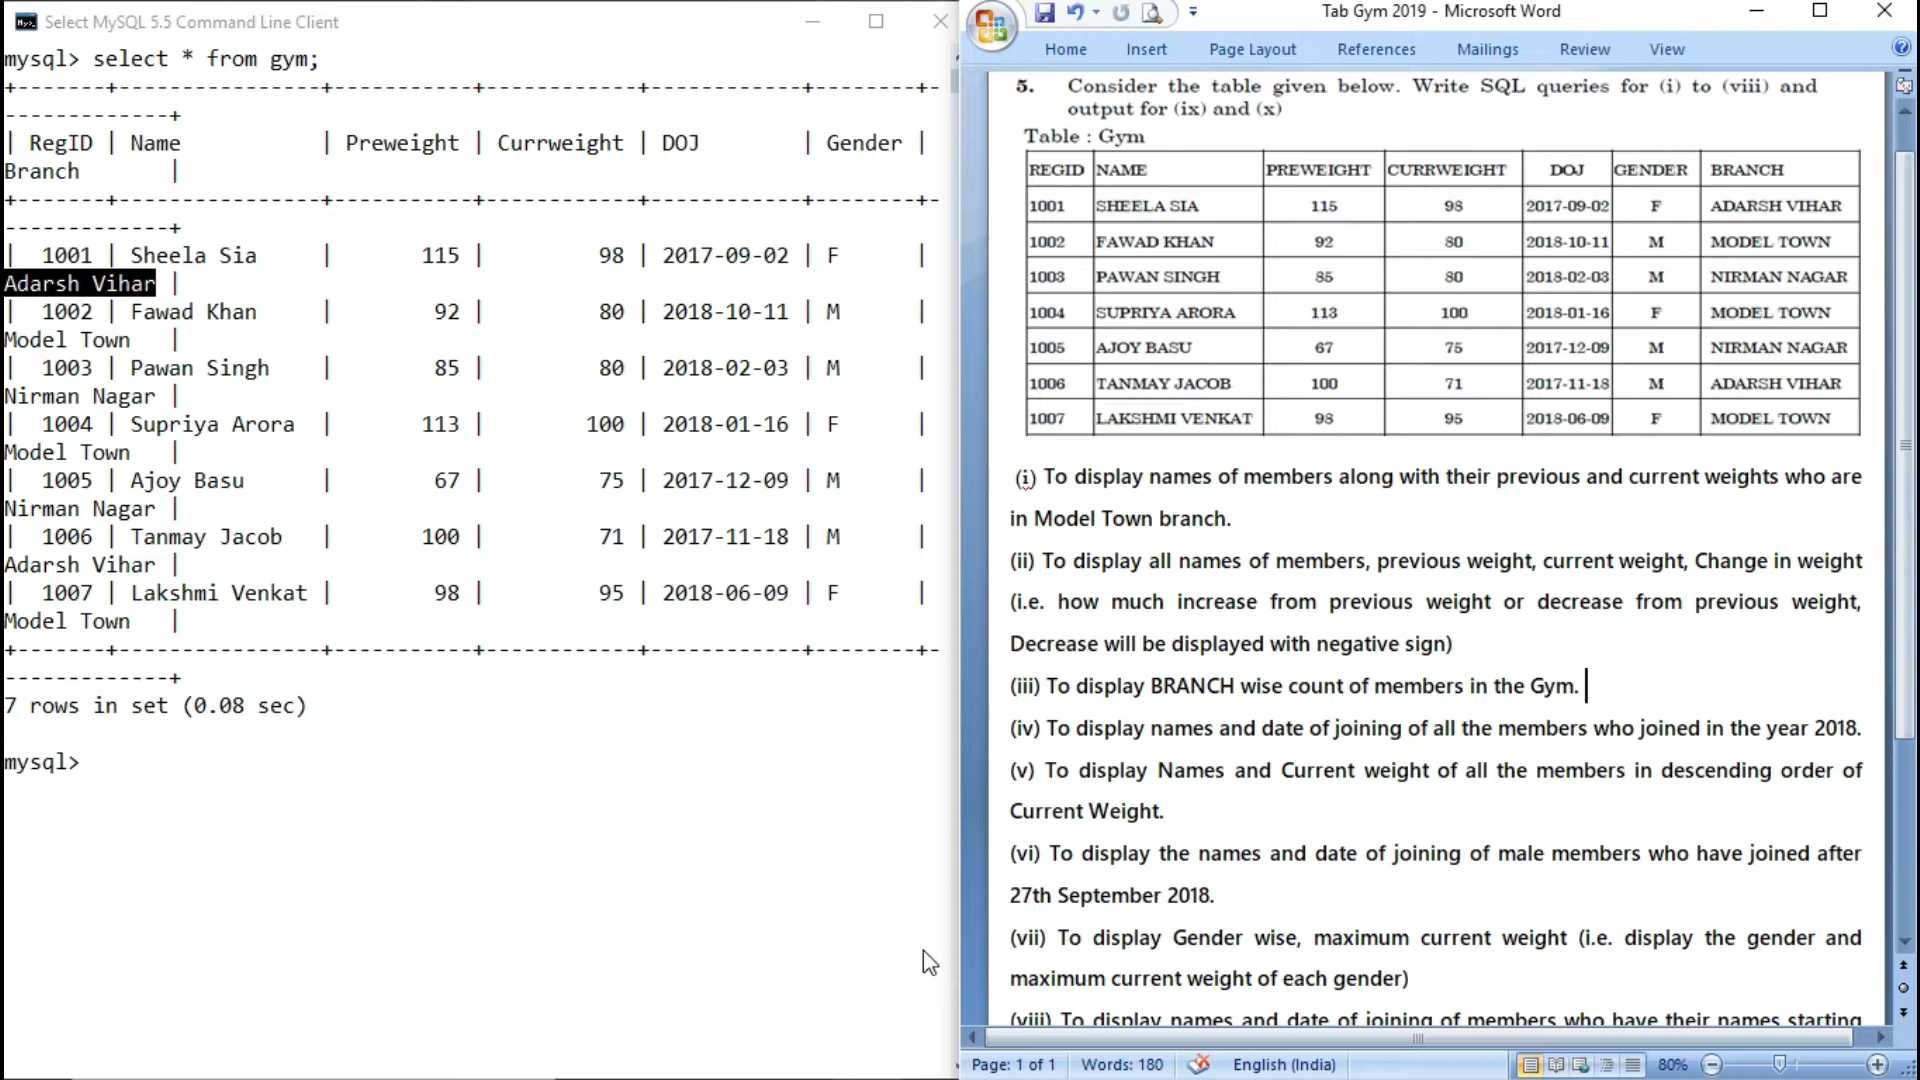 Select MySQL 5.5 Command Line Client
mysql> select * from gym;
+-------+-----------------+-----------+------------+------------+--------+-
-------------+
| RegID | Name | Preweight | Currweight | DOJ | Gender |
Branch |
+-------+-----------------+-----------+------------+------------+--------+-
-------------+
| 1001 | Sheela Sia | 115 | 98 | 2017-09-02 | F |
Adarsh Vihar |
| 1002 | Fawad Khan | 92 | 80 | 2018-10-11 | M |
Model Town |
| 1003 | Pawan Singh | 85 | 80 | 2018-02-03 | M |
Nirman Nagar |
| 1004 | Supriya Arora | 113 | 100 | 2018-01-16 | F |
Model Town |
| 1005 | Ajoy Basu | 67 | 75 | 2017-12-09 | M |
Nirman Nagar |
| 1006 | Tanmay Jacob | 100 | 71 | 2017-11-18 | M |
Adarsh Vihar |
| 1007 | Lakshmi Venkat | 98 | 95 | 2018-06-09 | F |
Model Town |
+-------+-----------------+-----------+------------+------------+--------+-
-------------+
7 rows in set (0.08 sec)
mysql>
Tab Gym 2019 - Microsoft Word
Home Insert Page Layout References Mailings Review View
5. Consider the table given below. Write SQL queries for (i) to (viii) and
output for (ix) and (x)
Table : Gym
REGID NAME PREWEIGHT CURRWEIGHT DOJ GENDER BRANCH
1001 SHEELA SIA 115 98 2017-09-02 F ADARSH VIHAR
1002 FAWAD KHAN 92 80 2018-10-11 M MODEL TOWN
1003 PAWAN SINGH 85 80 2018-02-03 M NIRMAN NAGAR
1004 SUPRIYA ARORA 113 100 2018-01-16 F MODEL TOWN
1005 AJOY BASU 67 75 2017-12-09 M NIRMAN NAGAR
1006 TANMAY JACOB 100 71 2017-11-18 M ADARSH VIHAR
1007 LAKSHMI VENKAT 98 95 2018-06-09 F MODEL TOWN
(i) To display names of members along with their previous and current weights who are
in Model Town branch.
(ii) To display all names of members, previous weight, current weight, Change in weight
(i.e. how much increase from previous weight or decrease from previous weight,
Decrease will be displayed with negative sign)
(iii) To display BRANCH wise count of members in the Gym.
(iv) To display names and date of joining of all the members who joined in the year 2018.
(v) To display Names and Current weight of all the members in descending order of
Current Weight.
(vi) To display the names and date of joining of male members who have joined after
27th September 2018.
(vii) To display Gender wise, maximum current weight (i.e. display the gender and
maximum current weight of each gender)
(viii) To display names and date of joining of members who have their names starting
Page: 1 of 1 Words: 180 English (India) 80%